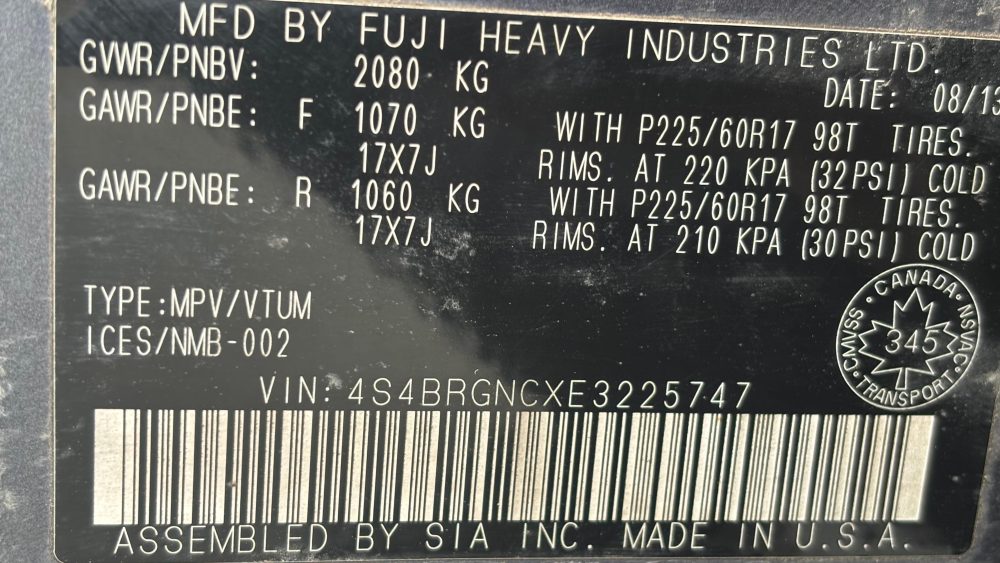 MFD BY FUJI HEAVY INDUSTRIES LTD.
GVWR/PNBV: 2080 KG DATE: 08/13
GAWR/PNBE: F 1070 KG WITH P225/60R17 98T TIRES.
17X7J RIMS. AT 220 KPA (32PSI) COLD
GAWR/PNBE: R 1060 KG WITH P225/60R17 98T TIRES.
17X7J RIMS. AT 210 KPA (30PSI) COLD
TYPE:MPV/VTUM
ICES/NMB-002
CANADA · NSVAC · TRANSPORT · CMVSS
345
VIN: 4S4BRGNCXE3225747
ASSEMBLED BY SIA INC. MADE IN U.S.A.